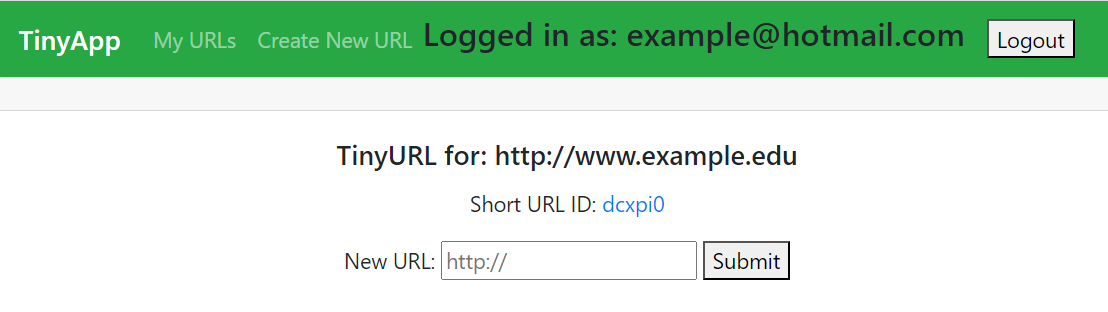 TinyApp My URLs Create New URL Logged in as: example@hotmail.com Logout
TinyURL for: http://www.example.edu
Short URL ID: dcxpi0
New URL: http:// Submit